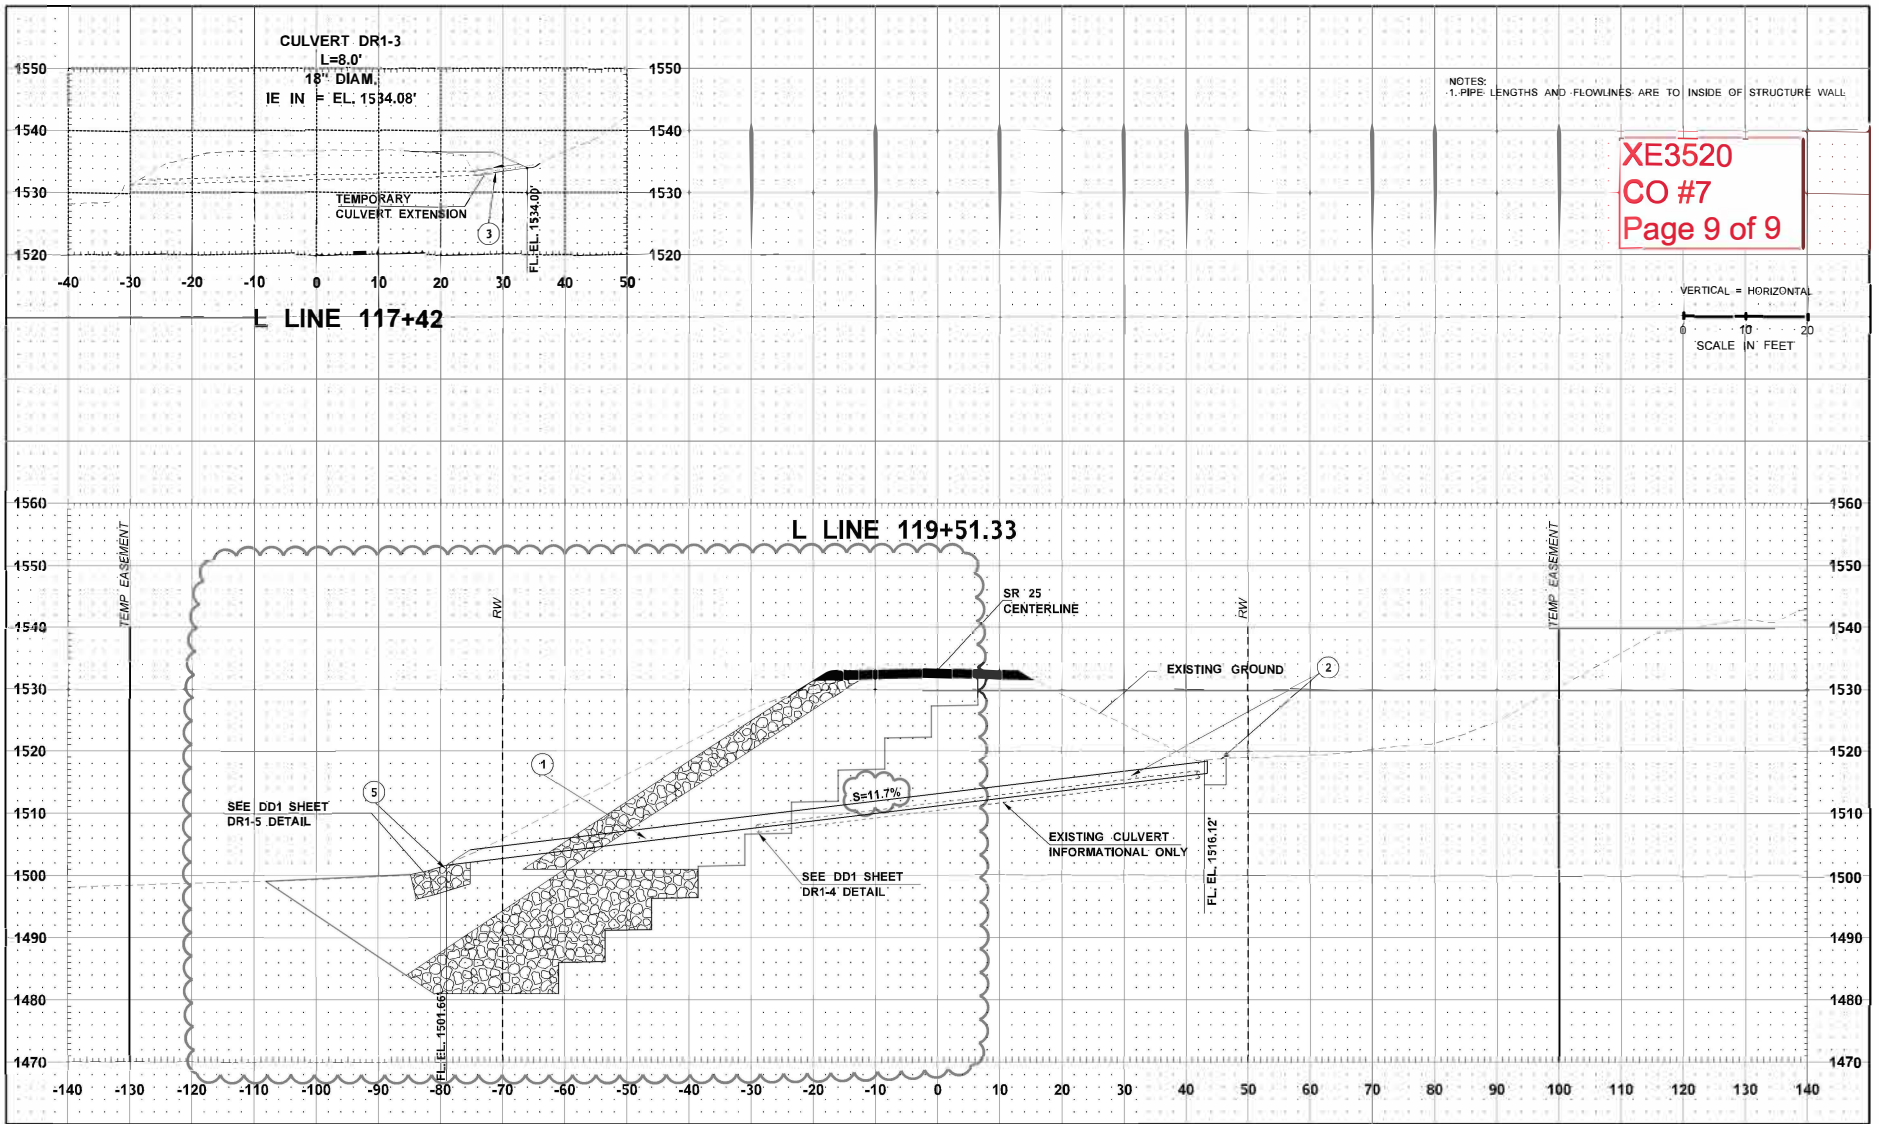 CULVERT DR1-3
L=8.0'
18" DIAM.
IE IN = EL. 1534.08'
1550
1550
1540
1540
1530
1530
1520
1520
TEMPORARY
CULVERT EXTENSION
3
FL. EL. 1534.00'
-40 -30 -20 -10 0 10 20 30 40 50
L LINE 117+42
NOTES:
1. PIPE LENGTHS AND FLOWLINES ARE TO INSIDE OF STRUCTURE WALL
XE3520
CO #7
Page 9 of 9
VERTICAL = HORIZONTAL
0 10 20
SCALE IN FEET
L LINE 119+51.33
1560
1560
1550
1550
1540
1540
1530
1530
1520
1520
1510
1510
1500
1500
1490
1490
1480
1480
1470
1470
TEMP EASEMENT
RW
SR 25
CENTERLINE
RW
TEMP EASEMENT
EXISTING GROUND
2
1
5
SEE DD1 SHEET
DR1-5 DETAIL
S=11.7%
EXISTING CULVERT
INFORMATIONAL ONLY
SEE DD1 SHEET
DR1-4 DETAIL
FL. EL. 1516.12'
FL. EL. 1501.66'
-140 -130 -120 -110 -100 -90 -80 -70 -60 -50 -40 -30 -20 -10 0 10 20 30 40 50 60 70 80 90 100 110 120 130 140